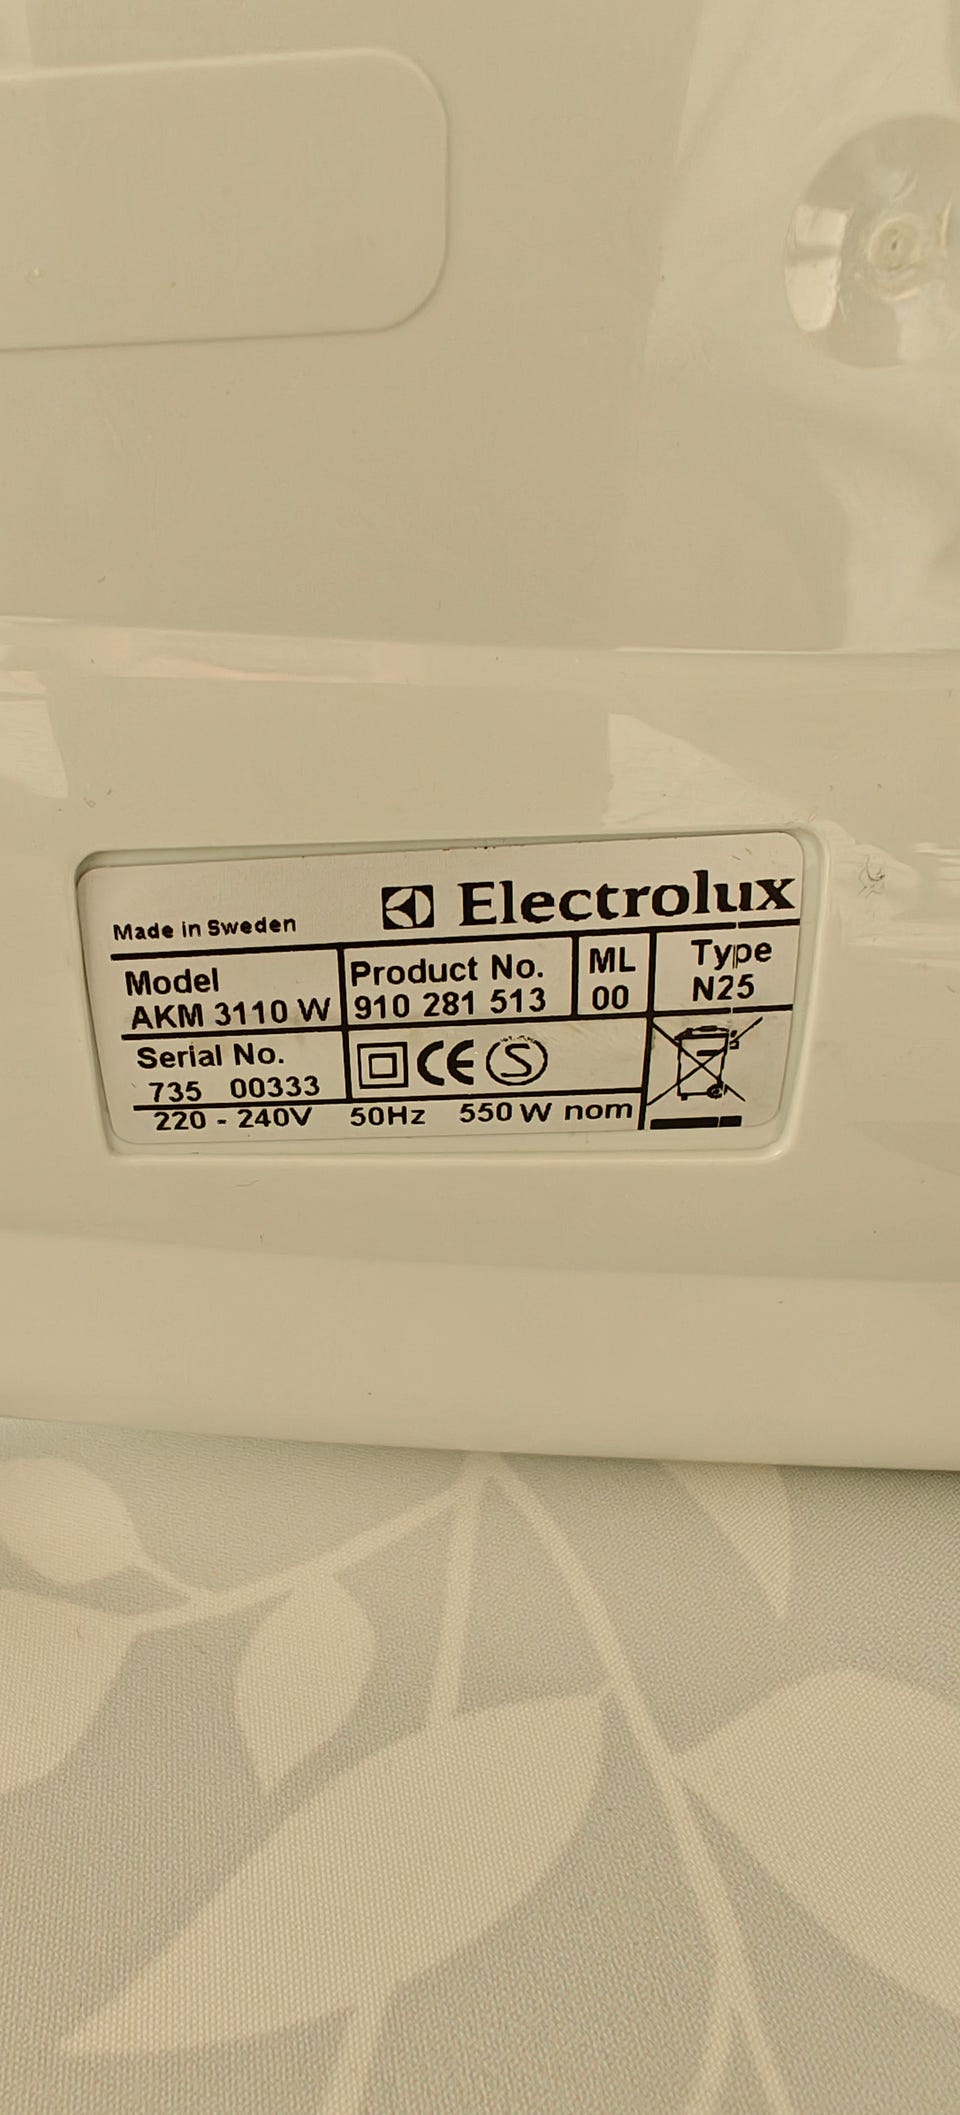 Electrolux
Made in Sweden
Model
AKM 3110 W
Product No.
910 281 513
ML
00
Type
N25
Serial No.
735 00333
CE S
220 - 240V 50Hz 550 W nom